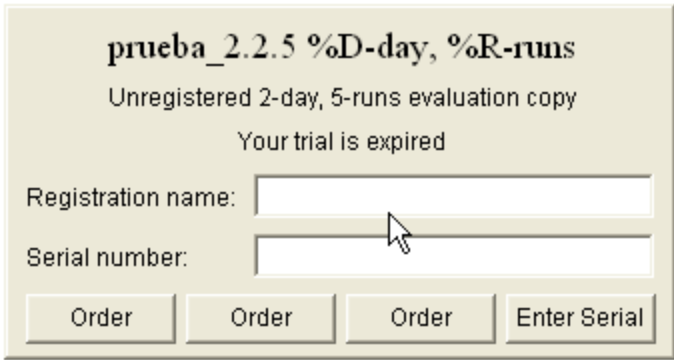 prueba_2.2.5 %D-day, %R-runs
Unregistered 2-day, 5-runs evaluation copy
Your trial is expired
Registration name:
Serial number:
Order Order Order Enter Serial